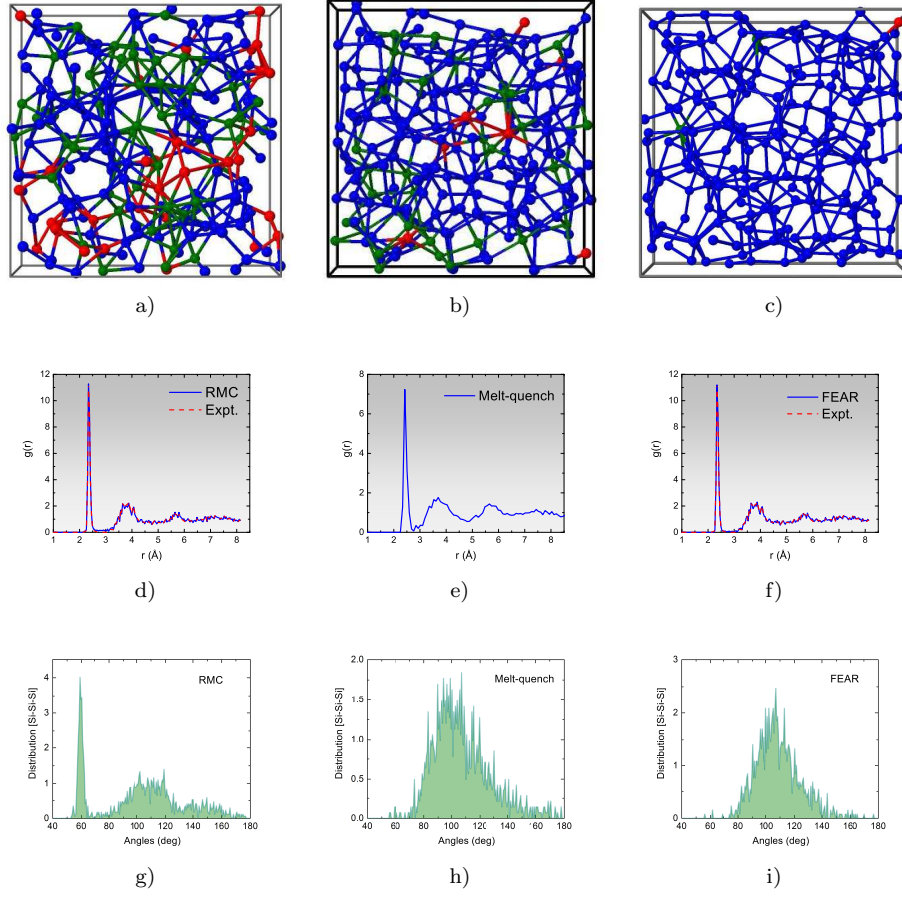 a)
b)
c)
12
10
8
6
4
2
0
g(r)
RMC
Expt.
1 2 3 4 5 6 7 8
r (Å)
8
6
4
2
0
g(r)
Melt-quench
1 2 3 4 5 6 7 8
r (Å)
12
10
8
6
4
2
0
g(r)
FEAR
Expt.
1 2 3 4 5 6 7 8
r (Å)
d)
e)
f)
4
3
2
1
0
Distribution [Si-Si-Si]
RMC
40 60 80 100 120 140 160 180
Angles (deg)
2.0
1.5
1.0
0.5
0.0
Distribution [Si-Si-Si]
Melt-quench
40 60 80 100 120 140 160 180
Angles (deg)
3
2
1
0
Distribution [Si-Si-Si]
FEAR
40 60 80 100 120 140 160 180
Angles (deg)
g)
h)
i)